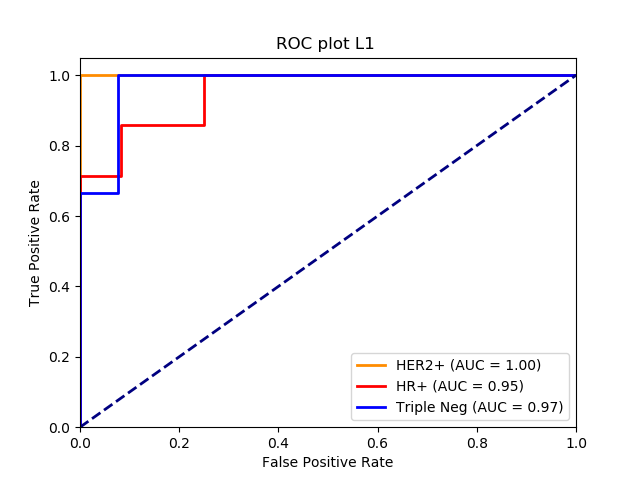 ROC plot L1
True Positive Rate
1.0
0.8
0.6
0.4
0.2
0.0
HER2+ (AUC = 1.00)
HR+ (AUC = 0.95)
Triple Neg (AUC = 0.97)
0.0 0.2 0.4 0.6 0.8 1.0
False Positive Rate